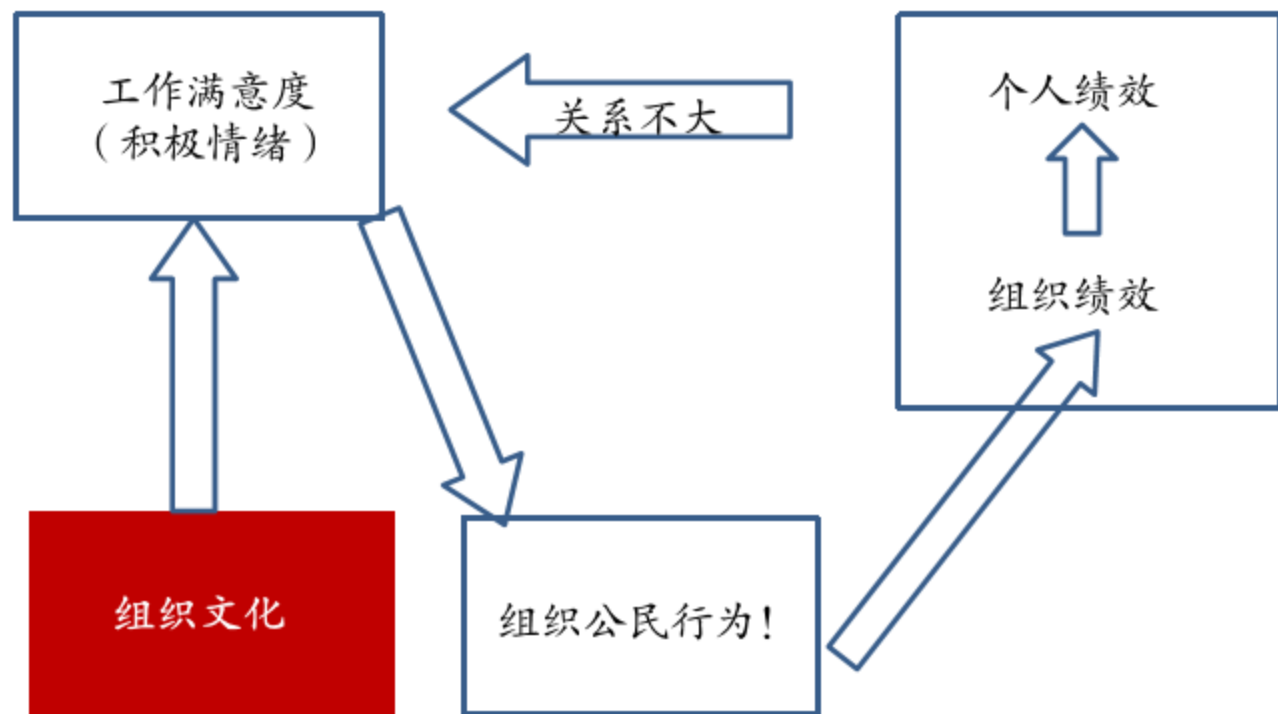 工作满意度
（积极情绪）
关系不大
个人绩效
组织绩效
组织文化
组织公民行为！